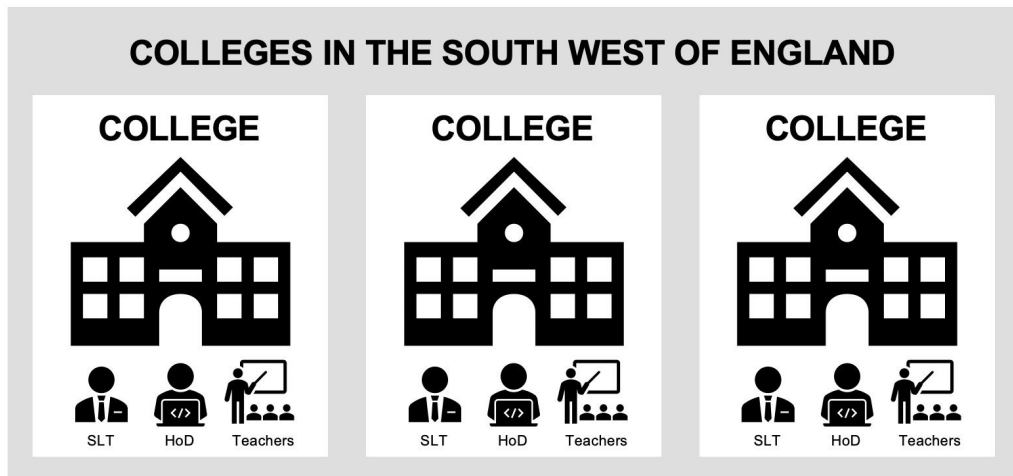 COLLEGES IN THE SOUTH WEST OF ENGLAND
COLLEGE
</>
SLT HoD Teachers
COLLEGE
</>
SLT HoD Teachers
COLLEGE
</>
SLT HoD Teachers